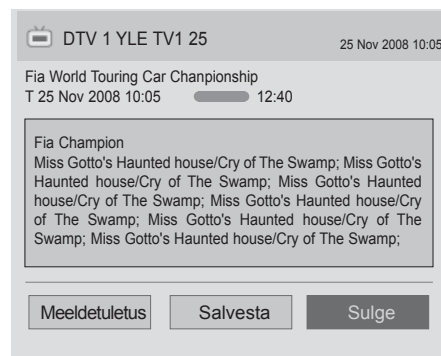 DTV 1 YLE TV1 25
25 Nov 2008 10:05
Fia World Touring Car Chanpionship
T 25 Nov 2008 10:05 12:40
Fia Champion
Miss Gotto's Haunted house/Cry of The Swamp; Miss Gotto's
Haunted house/Cry of The Swamp; Miss Gotto's Haunted
house/Cry of The Swamp; Miss Gotto's Haunted house/Cry
of The Swamp; Miss Gotto's Haunted house/Cry of The
Swamp; Miss Gotto's Haunted house/Cry of The Swamp;
Meeldetuletus
Salvesta
Sulge